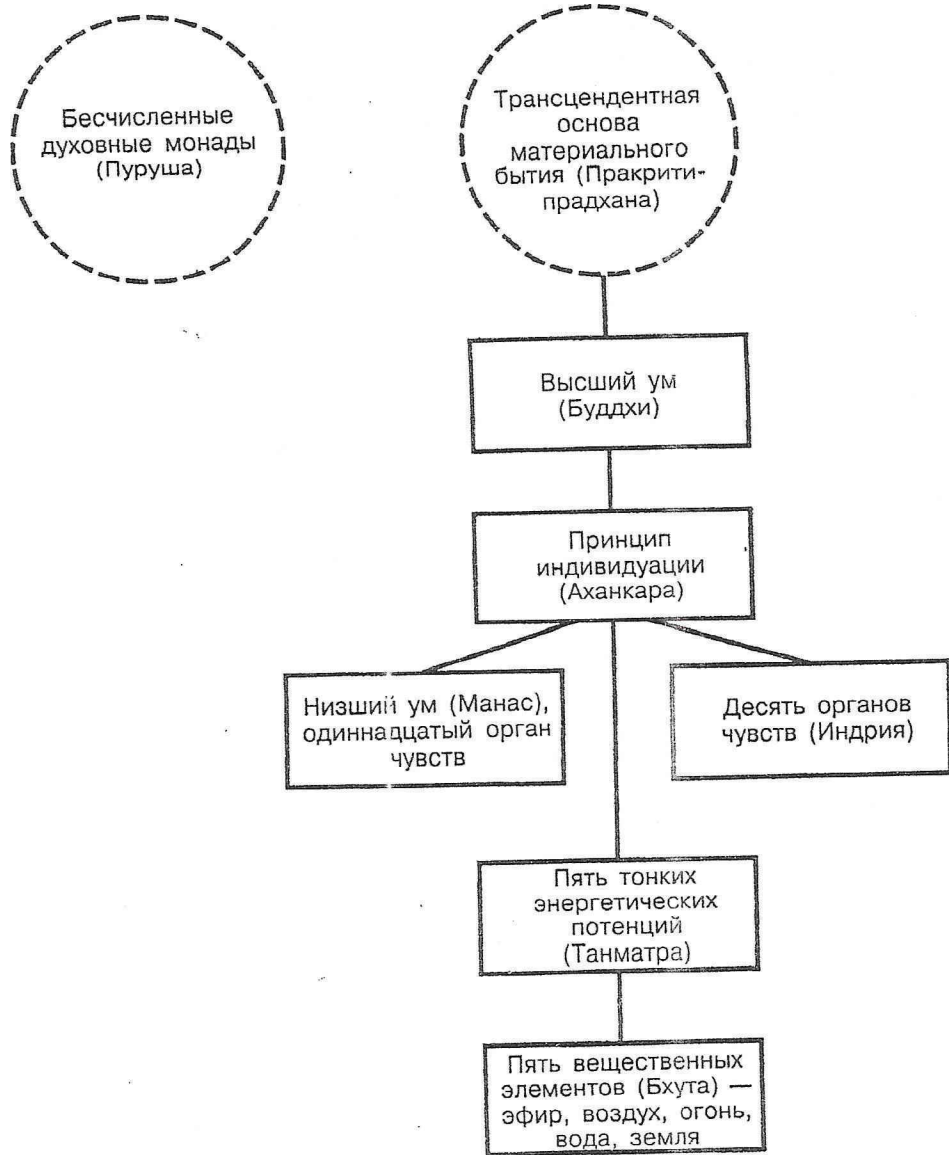 Бесчисленные
духовные монады
(Пуруша)
Трансцендентная
основа
материального
бытия (Пракрити-
прадхана)
Высший ум
(Буддхи)
Принцип
индивидуации
(Аханкара)
Низший ум (Манас),
одиннадцатый орган
чувств
Десять органов
чувств (Индрия)
Пять тонких
энергетических
потенций
(Танматра)
Пять вещественных
элементов (Бхута) —
эфир, воздух, огонь,
вода, земля